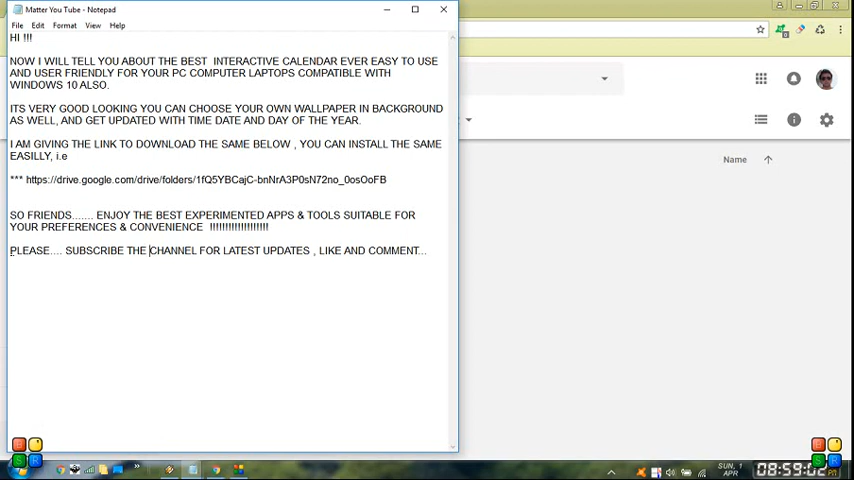 Matter You Tube - Notepad
File Edit Format View Help
HI !!!
NOW I WILL TELL YOU ABOUT THE BEST  INTERACTIVE CALENDAR EVER EASY TO USE
AND USER FRIENDLY FOR YOUR PC COMPUTER LAPTOPS COMPATIBLE WITH
WINDOWS 10 ALSO.
ITS VERY GOOD LOOKING YOU CAN CHOOSE YOUR OWN WALLPAPER IN BACKGROUND
AS WELL, AND GET UPDATED WITH TIME DATE AND DAY OF THE YEAR.
I AM GIVING THE LINK TO DOWNLOAD THE SAME BELOW , YOU CAN INSTALL THE SAME
EASILLY, i.e
*** https://drive.google.com/drive/folders/1fQ5YBCajC-bnNrA3P0sN72no_0osOoFB
SO FRIENDS....... ENJOY THE BEST EXPERIMENTED APPS & TOOLS SUITABLE FOR
YOUR PREFERENCES & CONVENIENCE  !!!!!!!!!!!!!!!!!!!
PLEASE.... SUBSCRIBE THE CHANNEL FOR LATEST UPDATES , LIKE AND COMMENT...
Name
SUN, 1
APR
08:59:02